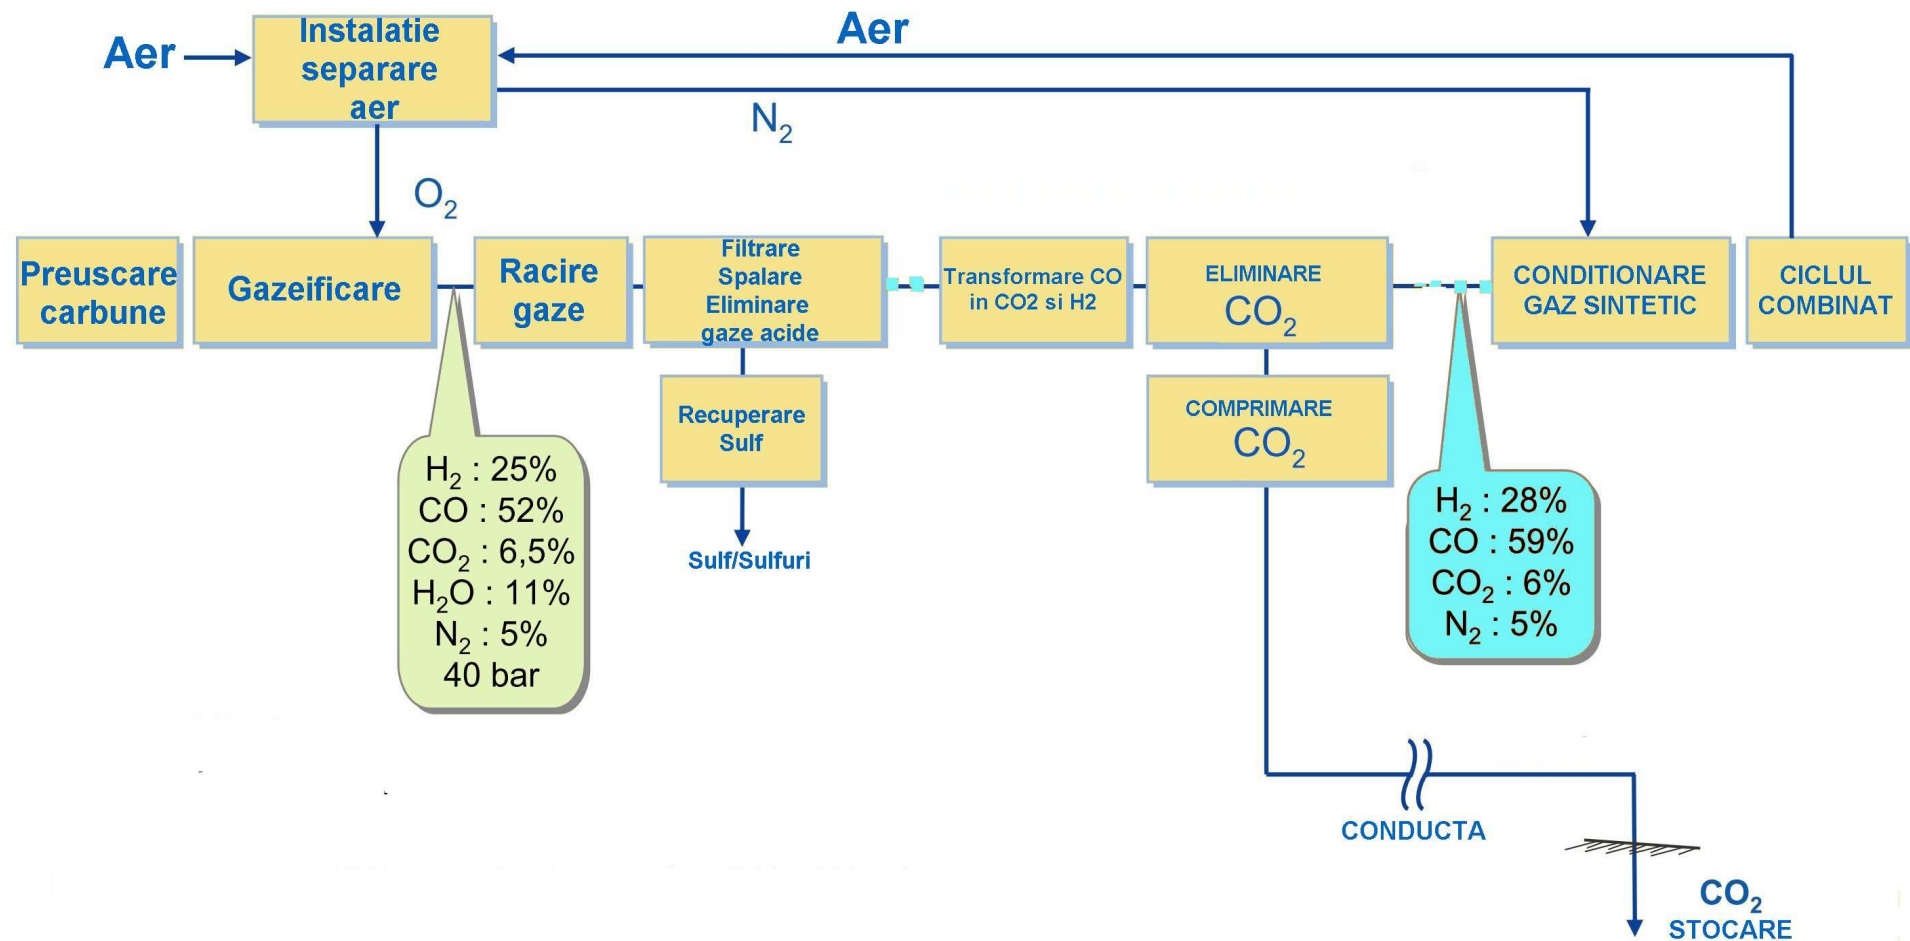 Aer
Instalatie
separare
aer
Aer
N2
O2
Preuscare
carbune
Gazeificare
Racire
gaze
Filtrare
Spalare
Eliminare
gaze acide
Transformare CO
in CO2 si H2
ELIMINARE
CO2
CONDITIONARE
GAZ SINTETIC
CICLUL
COMBINAT
Recuperare
Sulf
Sulf/Sulfuri
COMPRIMARE
CO2
H2 : 25%
CO : 52%
CO2 : 6,5%
H2O : 11%
N2 : 5%
40 bar
H2 : 28%
CO : 59%
CO2 : 6%
N2 : 5%
CONDUCTA
CO2
STOCARE